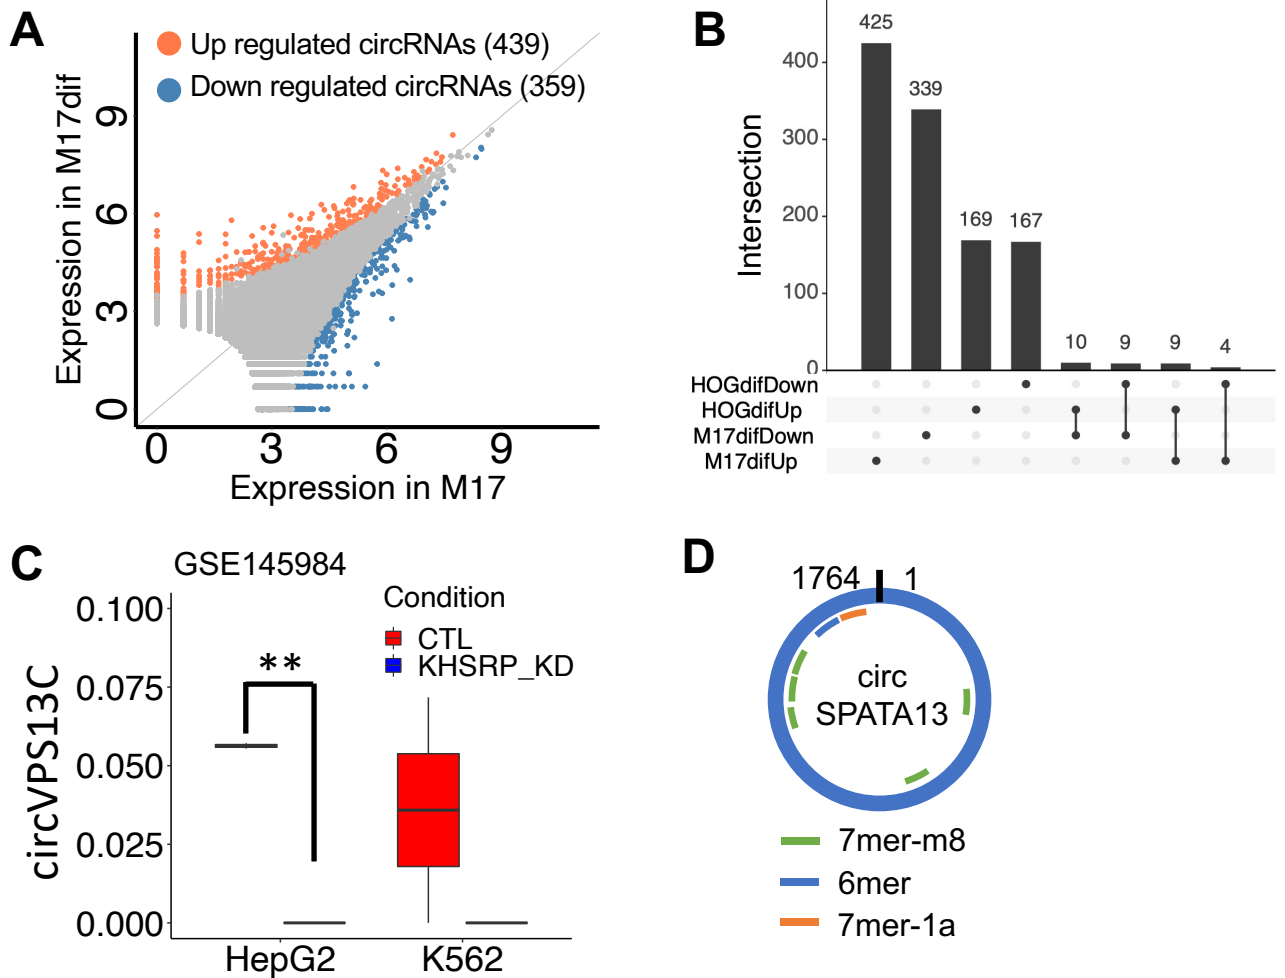 A
Up regulated circRNAs (439)
Down regulated circRNAs (359)
Expression in M17dif
9
6
3
0
0 3 6 9
Expression in M17
B
Intersection
400
300
200
100
0
425
339
169
167
10
9
9
4
HOGdifDown
HOGdifUp
M17difDown
M17difUp
C
GSE145984
Condition
CTL
KHSRP_KD
**
circVPS13C
0.100
0.075
0.050
0.025
0.000
HepG2 K562
D
1764 1
circ
SPATA13
7mer-m8
6mer
7mer-1a